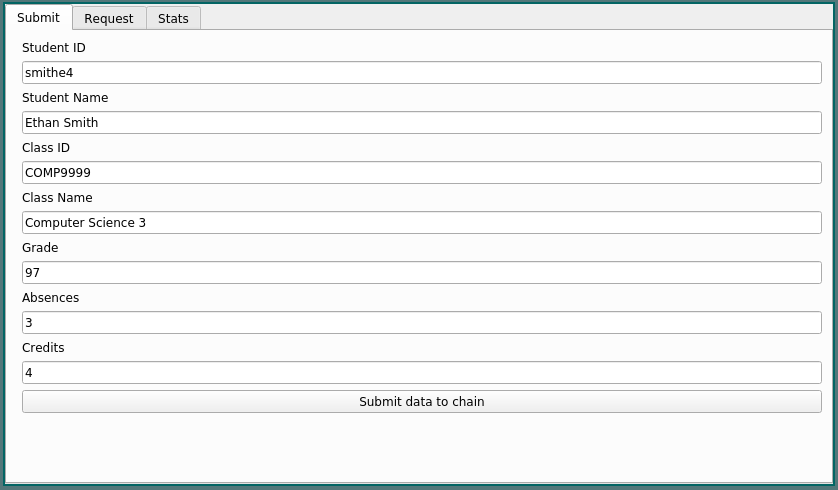 Submit Request Stats
Student ID
smithe4
Student Name
Ethan Smith
Class ID
COMP9999
Class Name
Computer Science 3
Grade
97
Absences
3
Credits
4
Submit data to chain